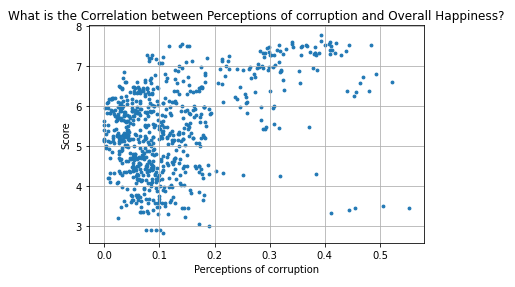 What is the Correlation between Perceptions of corruption and Overall Happiness?
8
7
6
5
4
3
Score
0.0 0.1 0.2 0.3 0.4 0.5
Perceptions of corruption